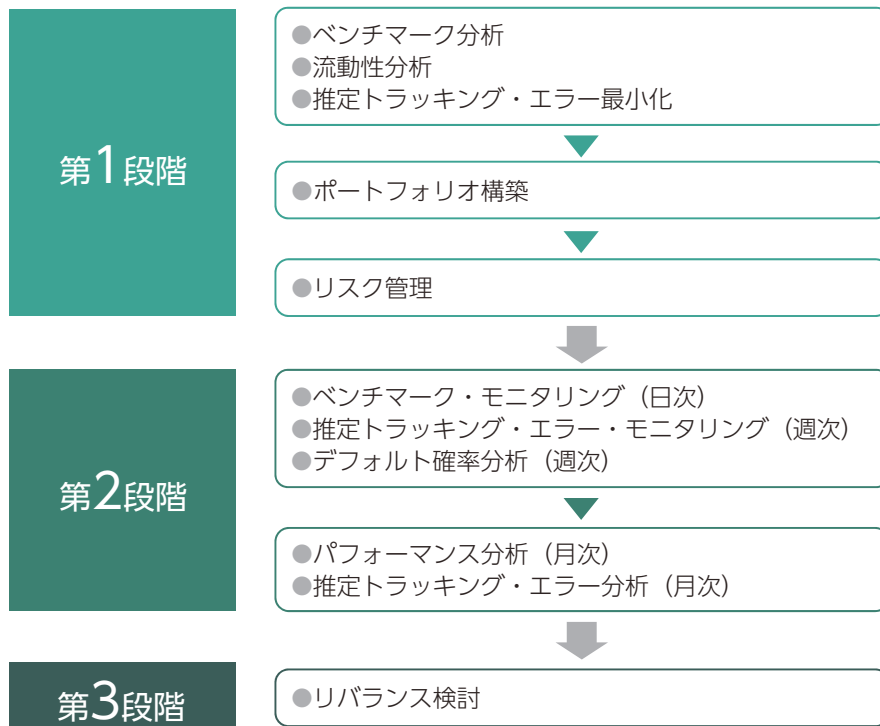 第1段階
●ベンチマーク分析
●流動性分析
●推定トラッキング・エラー最小化
●ポートフォリオ構築
●リスク管理
第2段階
●ベンチマーク・モニタリング（日次）
●推定トラッキング・エラー・モニタリング（週次）
●デフォルト確率分析（週次）
●パフォーマンス分析（月次）
●推定トラッキング・エラー分析（月次）
第3段階
●リバランス検討